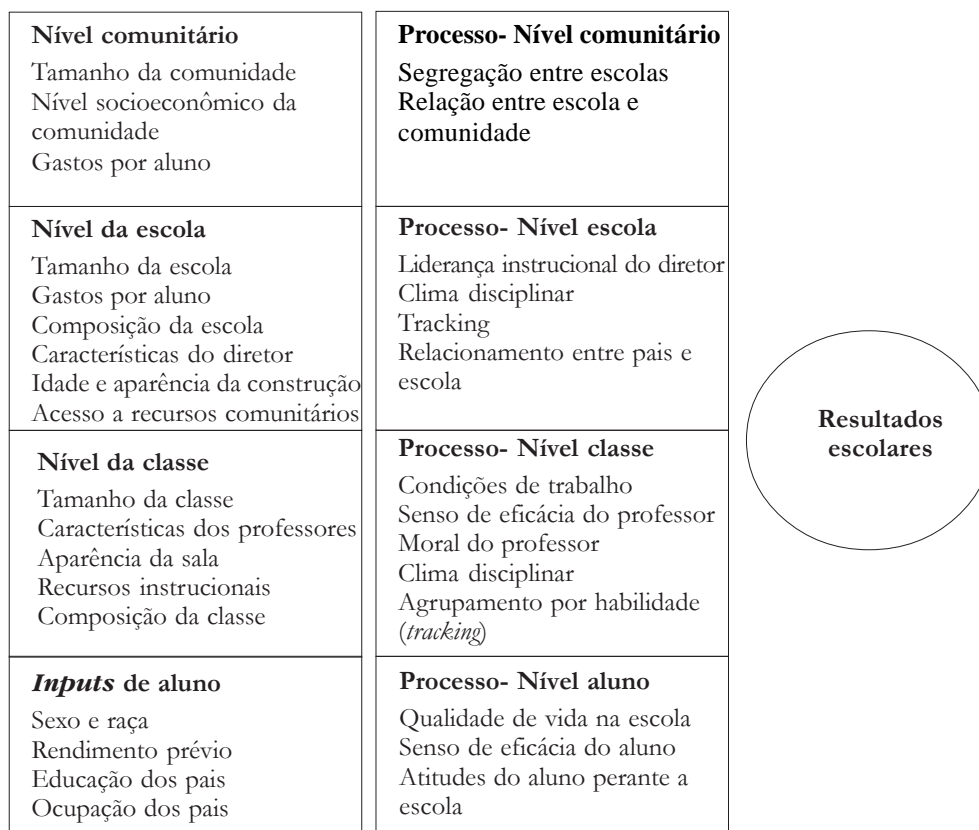 Nível comunitário
Tamanho da comunidade
Nível socioeconômico da
comunidade
Gastos por aluno
Processo- Nível comunitário
Segregação entre escolas
Relação entre escola e
comunidade
Nível da escola
Tamanho da escola
Gastos por aluno
Composição da escola
Características do diretor
Idade e aparência da construção
Acesso a recursos comunitários
Processo- Nível escola
Liderança instrucional do diretor
Clima disciplinar
Tracking
Relacionamento entre pais e
escola
Nível da classe
Tamanho da classe
Características dos professores
Aparência da sala
Recursos instrucionais
Composição da classe
Processo- Nível classe
Condições de trabalho
Senso de eficácia do professor
Moral do professor
Clima disciplinar
Agrupamento por habilidade
(tracking)
Inputs de aluno
Sexo e raça
Rendimento prévio
Educação dos pais
Ocupação dos pais
Processo- Nível aluno
Qualidade de vida na escola
Senso de eficácia do aluno
Atitudes do aluno perante a
escola
Resultados
escolares